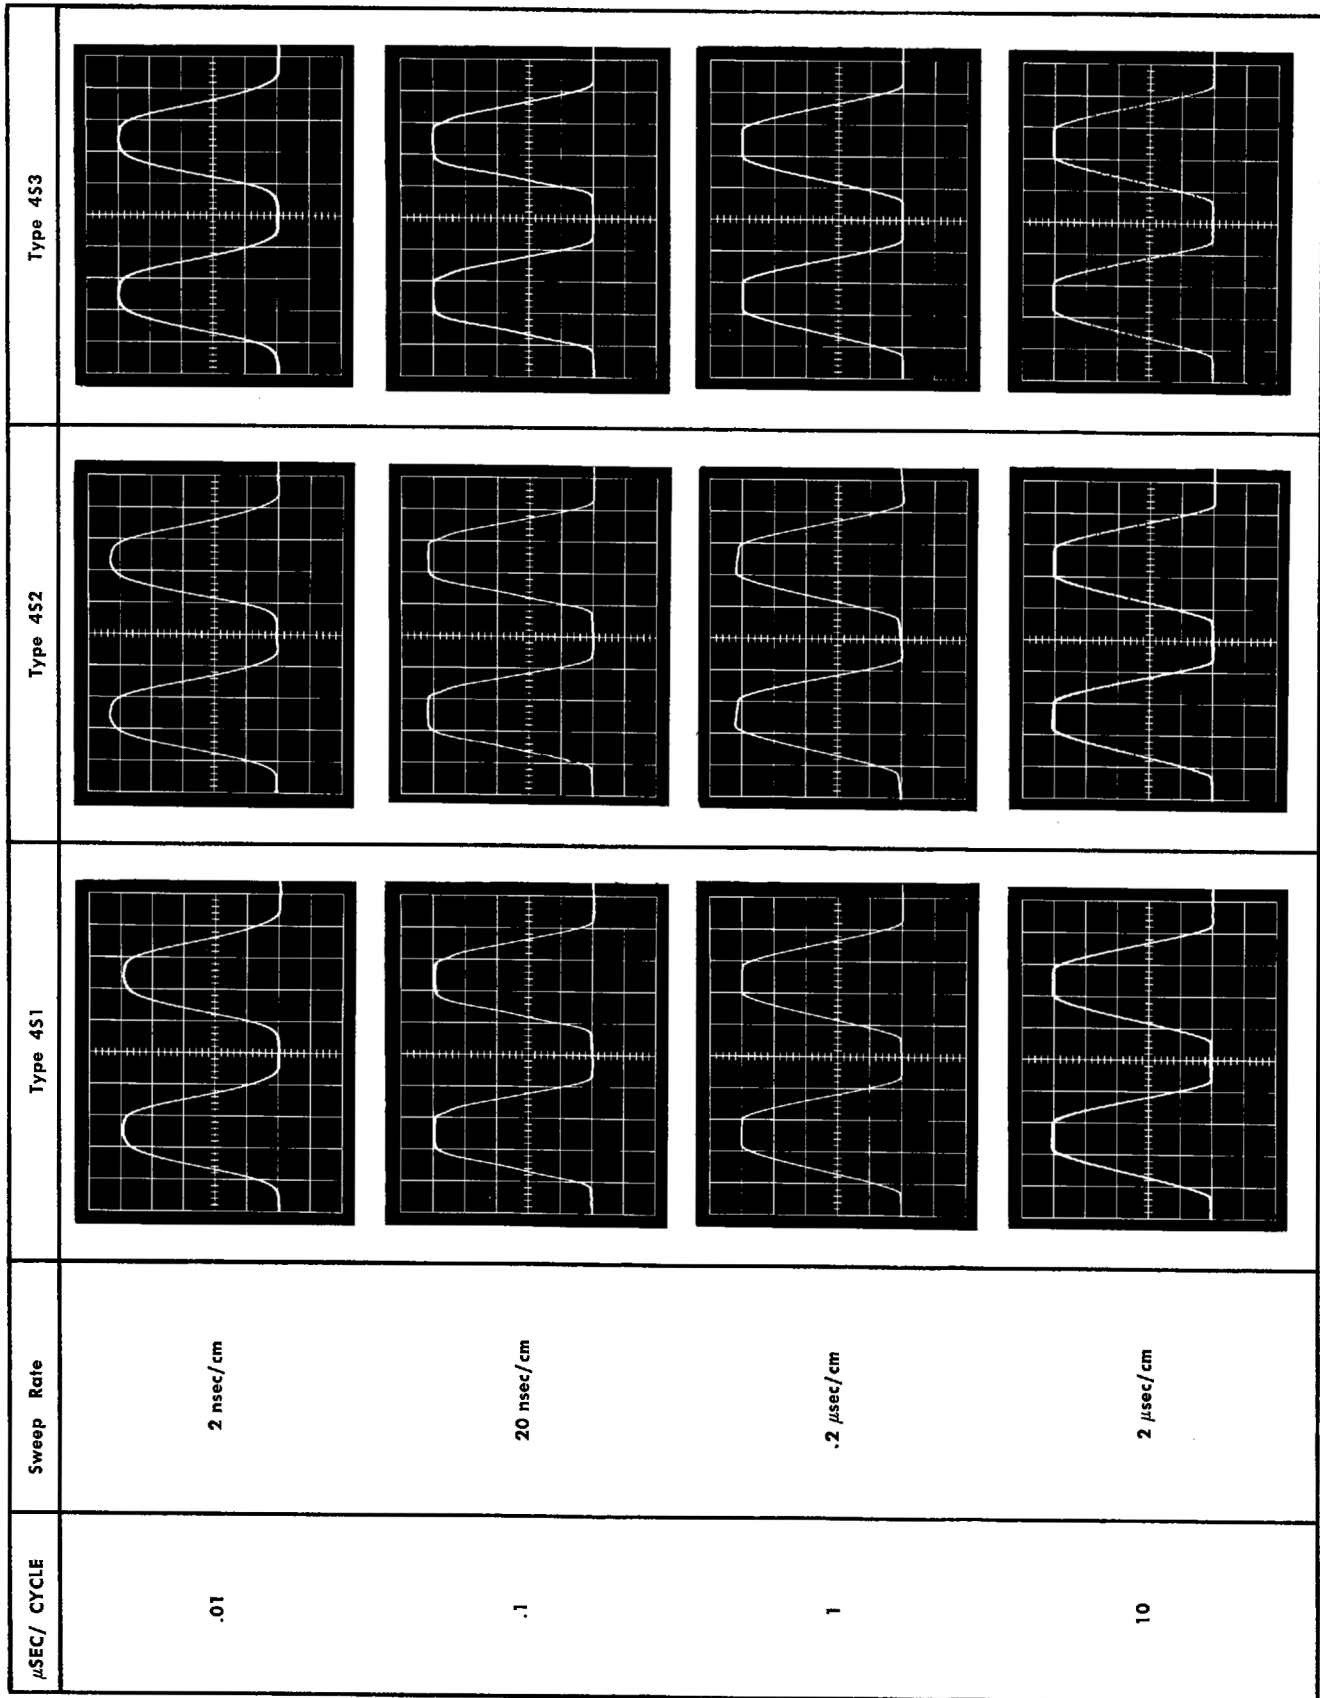 μSEC/ CYCLE Sweep Rate Type 4S1 Type 4S2 Type 4S3
.01 2 nsec/cm
.1 20 nsec/cm
1 .2 μsec/cm
10 2 μsec/cm